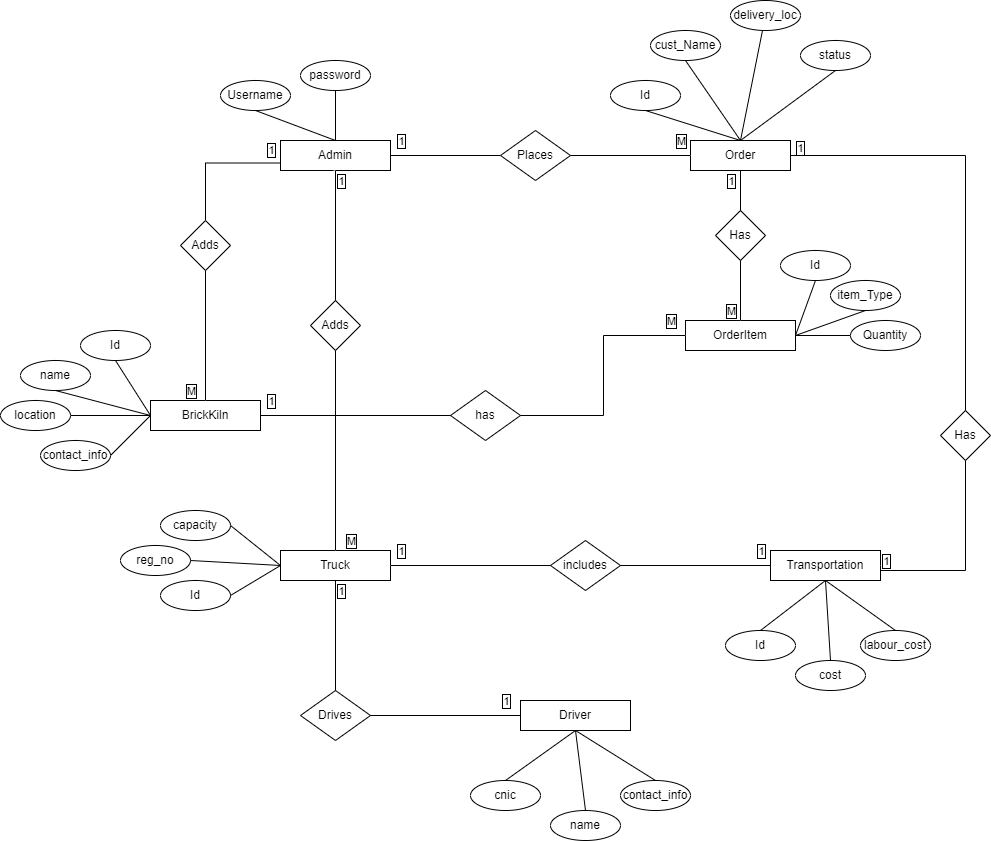 delivery_loc
cust_Name
status
password
Username
Id
1
1
M
1
Admin
Places
Order
1
1
Adds
Has
Id
item_Type
M
M
Adds
OrderItem
Quantity
Id
name
M
1
location
BrickKiln
has
Has
contact_info
capacity
M
1
1
1
reg_no
Truck
includes
Transportation
Id
1
Id
labour_cost
cost
1
Drives
Driver
cnic
contact_info
name